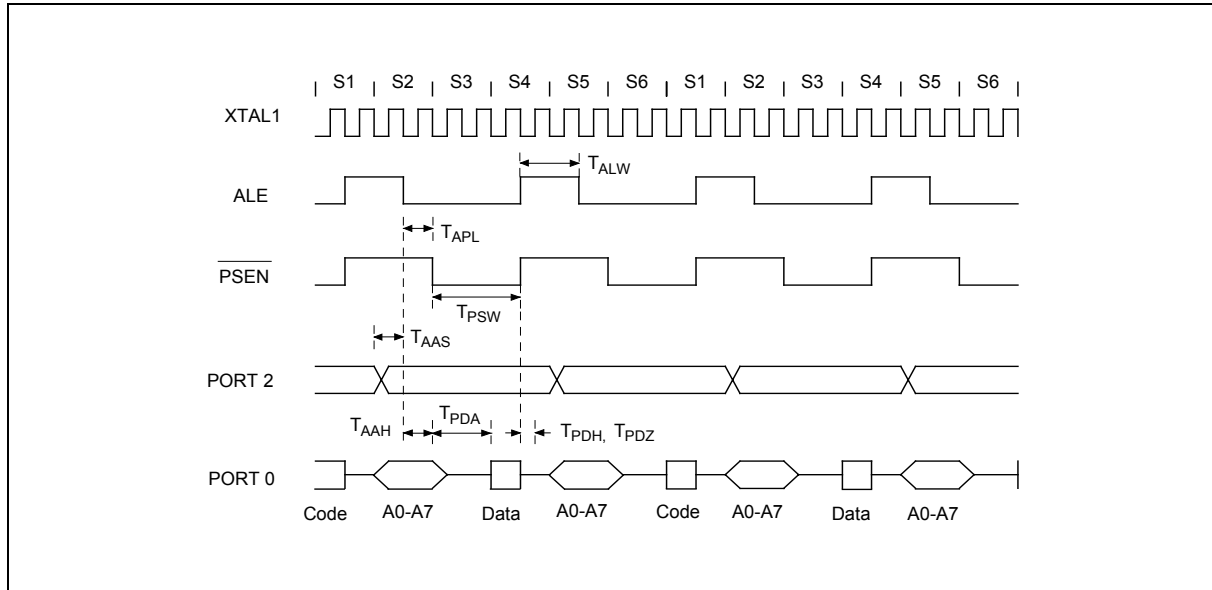 S1 S2 S3 S4 S5 S6 S1 S2 S3 S4 S5 S6
XTAL1
TALW
ALE
TAPL
PSEN
TPSW
TAAS
PORT 2
TAAH TPDA TPDH, TPDZ
PORT 0
Code A0-A7 Data A0-A7 Code A0-A7 Data A0-A7